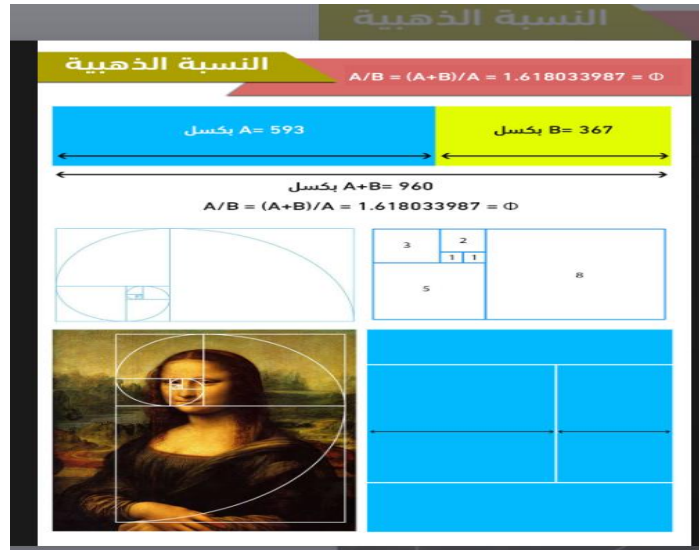 النسبة الذهبية
النسبة الذهبية
A/B = (A+B)/A = 1.618033987 = Φ
A= 593 بكسل
B= 367 بكسل
A+B= 960 بكسل
A/B = (A+B)/A = 1.618033987 = Φ
3
2
1 1
8
5